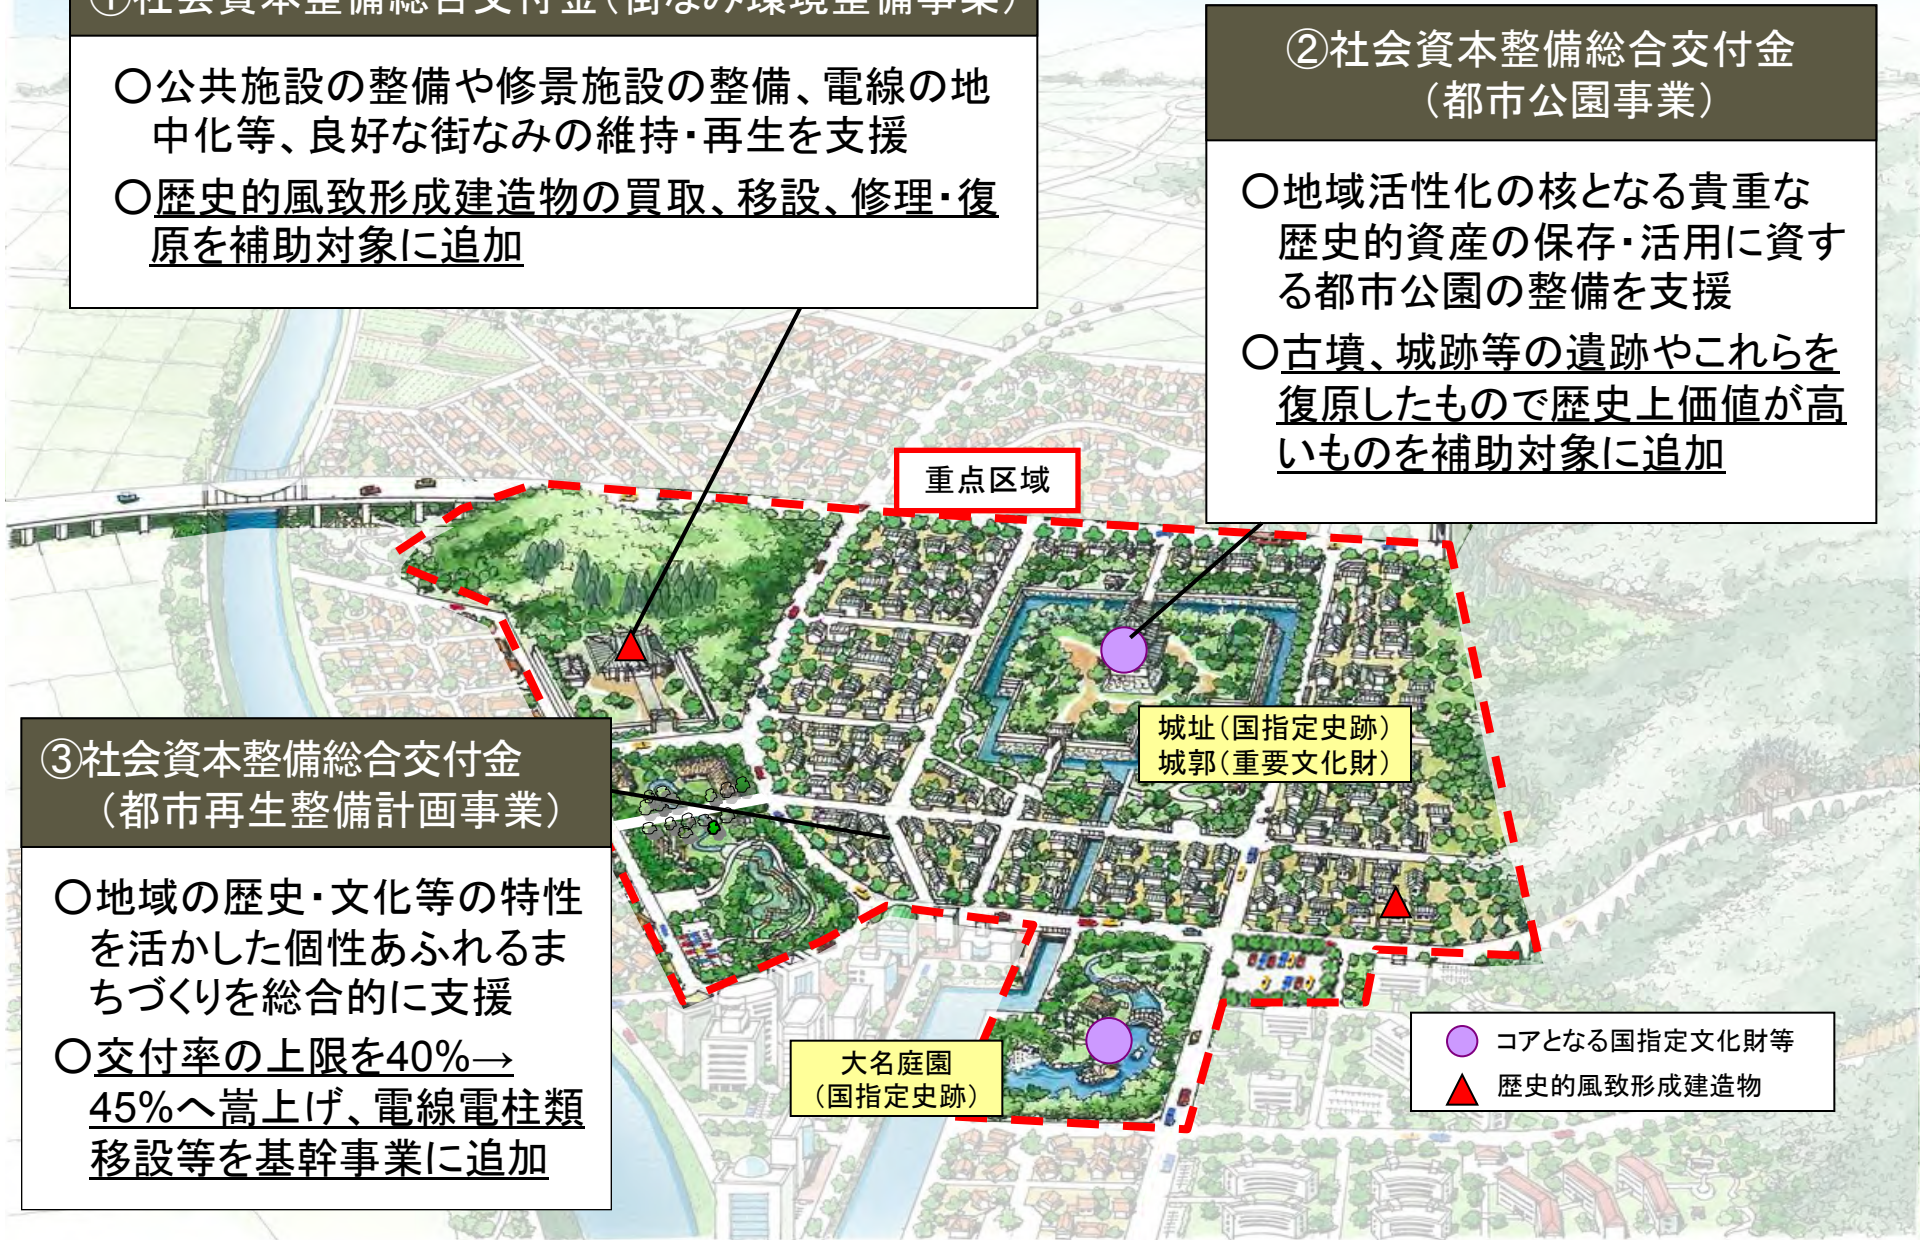 ①社会資本整備総合交付金(街なみ環境整備事業)
〇公共施設の整備や修景施設の整備、電線の地
中化等、良好な街なみの維持・再生を支援
〇歴史的風致形成建造物の買取、移設、修理・復
原を補助対象に追加
②社会資本整備総合交付金
(都市公園事業)
〇地域活性化の核となる貴重な
歴史的資産の保存・活用に資す
る都市公園の整備を支援
〇古墳、城跡等の遺跡やこれらを
復原したもので歴史上価値が高
いものを補助対象に追加
重点区域
城址(国指定史跡)
城郭(重要文化財)
③社会資本整備総合交付金
(都市再生整備計画事業)
〇地域の歴史・文化等の特性
を活かした個性あふれるま
ちづくりを総合的に支援
〇交付率の上限を40%→
45%へ嵩上げ、電線電柱類
移設等を基幹事業に追加
大名庭園
(国指定史跡)
コアとなる国指定文化財等
歴史的風致形成建造物